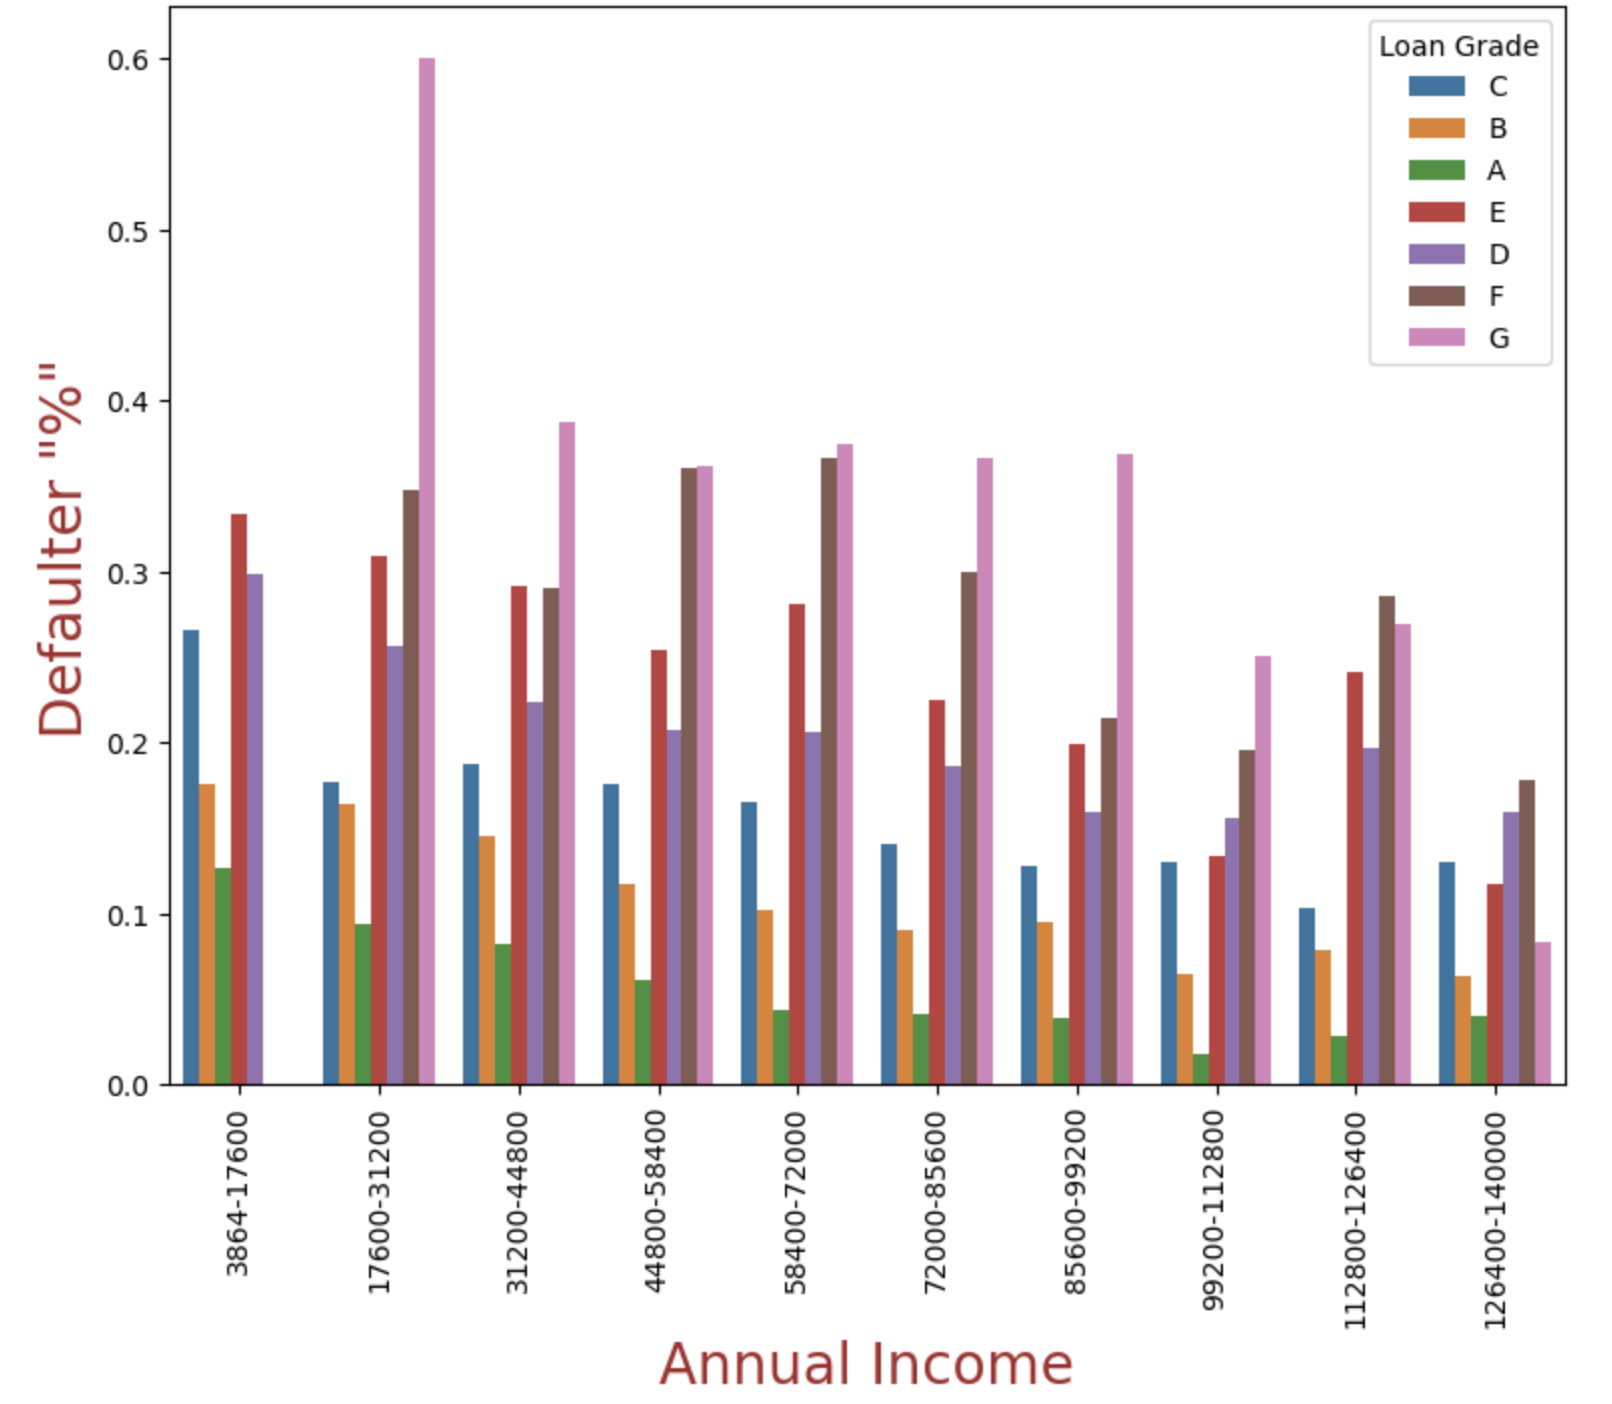 Loan Grade
C
B
A
E
D
F
G
Defaulter "%"
0.6
0.5
0.4
0.3
0.2
0.1
0.0
3864-17600
17600-31200
31200-44800
44800-58400
58400-72000
72000-85600
85600-99200
99200-112800
112800-126400
126400-140000
Annual Income